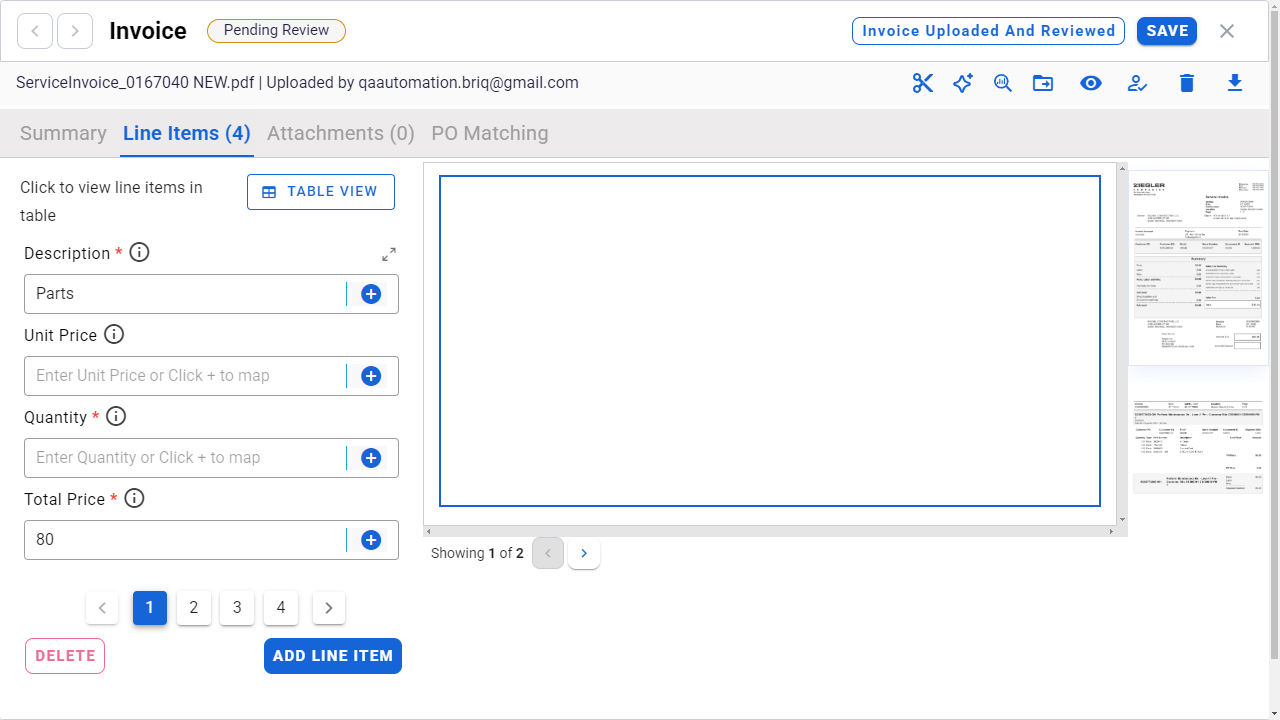 Invoice
Pending Review
Invoice Uploaded And Reviewed
SAVE
ServiceInvoice_0167040 NEW.pdf | Uploaded by qaautomation.briq@gmail.com
Summary
Line Items (4)
Attachments (0)
PO Matching
Click to view line items in
table
TABLE VIEW
Description *
Parts
Unit Price
Enter Unit Price or Click + to map
Quantity *
Enter Quantity or Click + to map
Total Price *
80
1 2 3 4
DELETE
ADD LINE ITEM
Showing 1 of 2
ZIEGLER
Summary